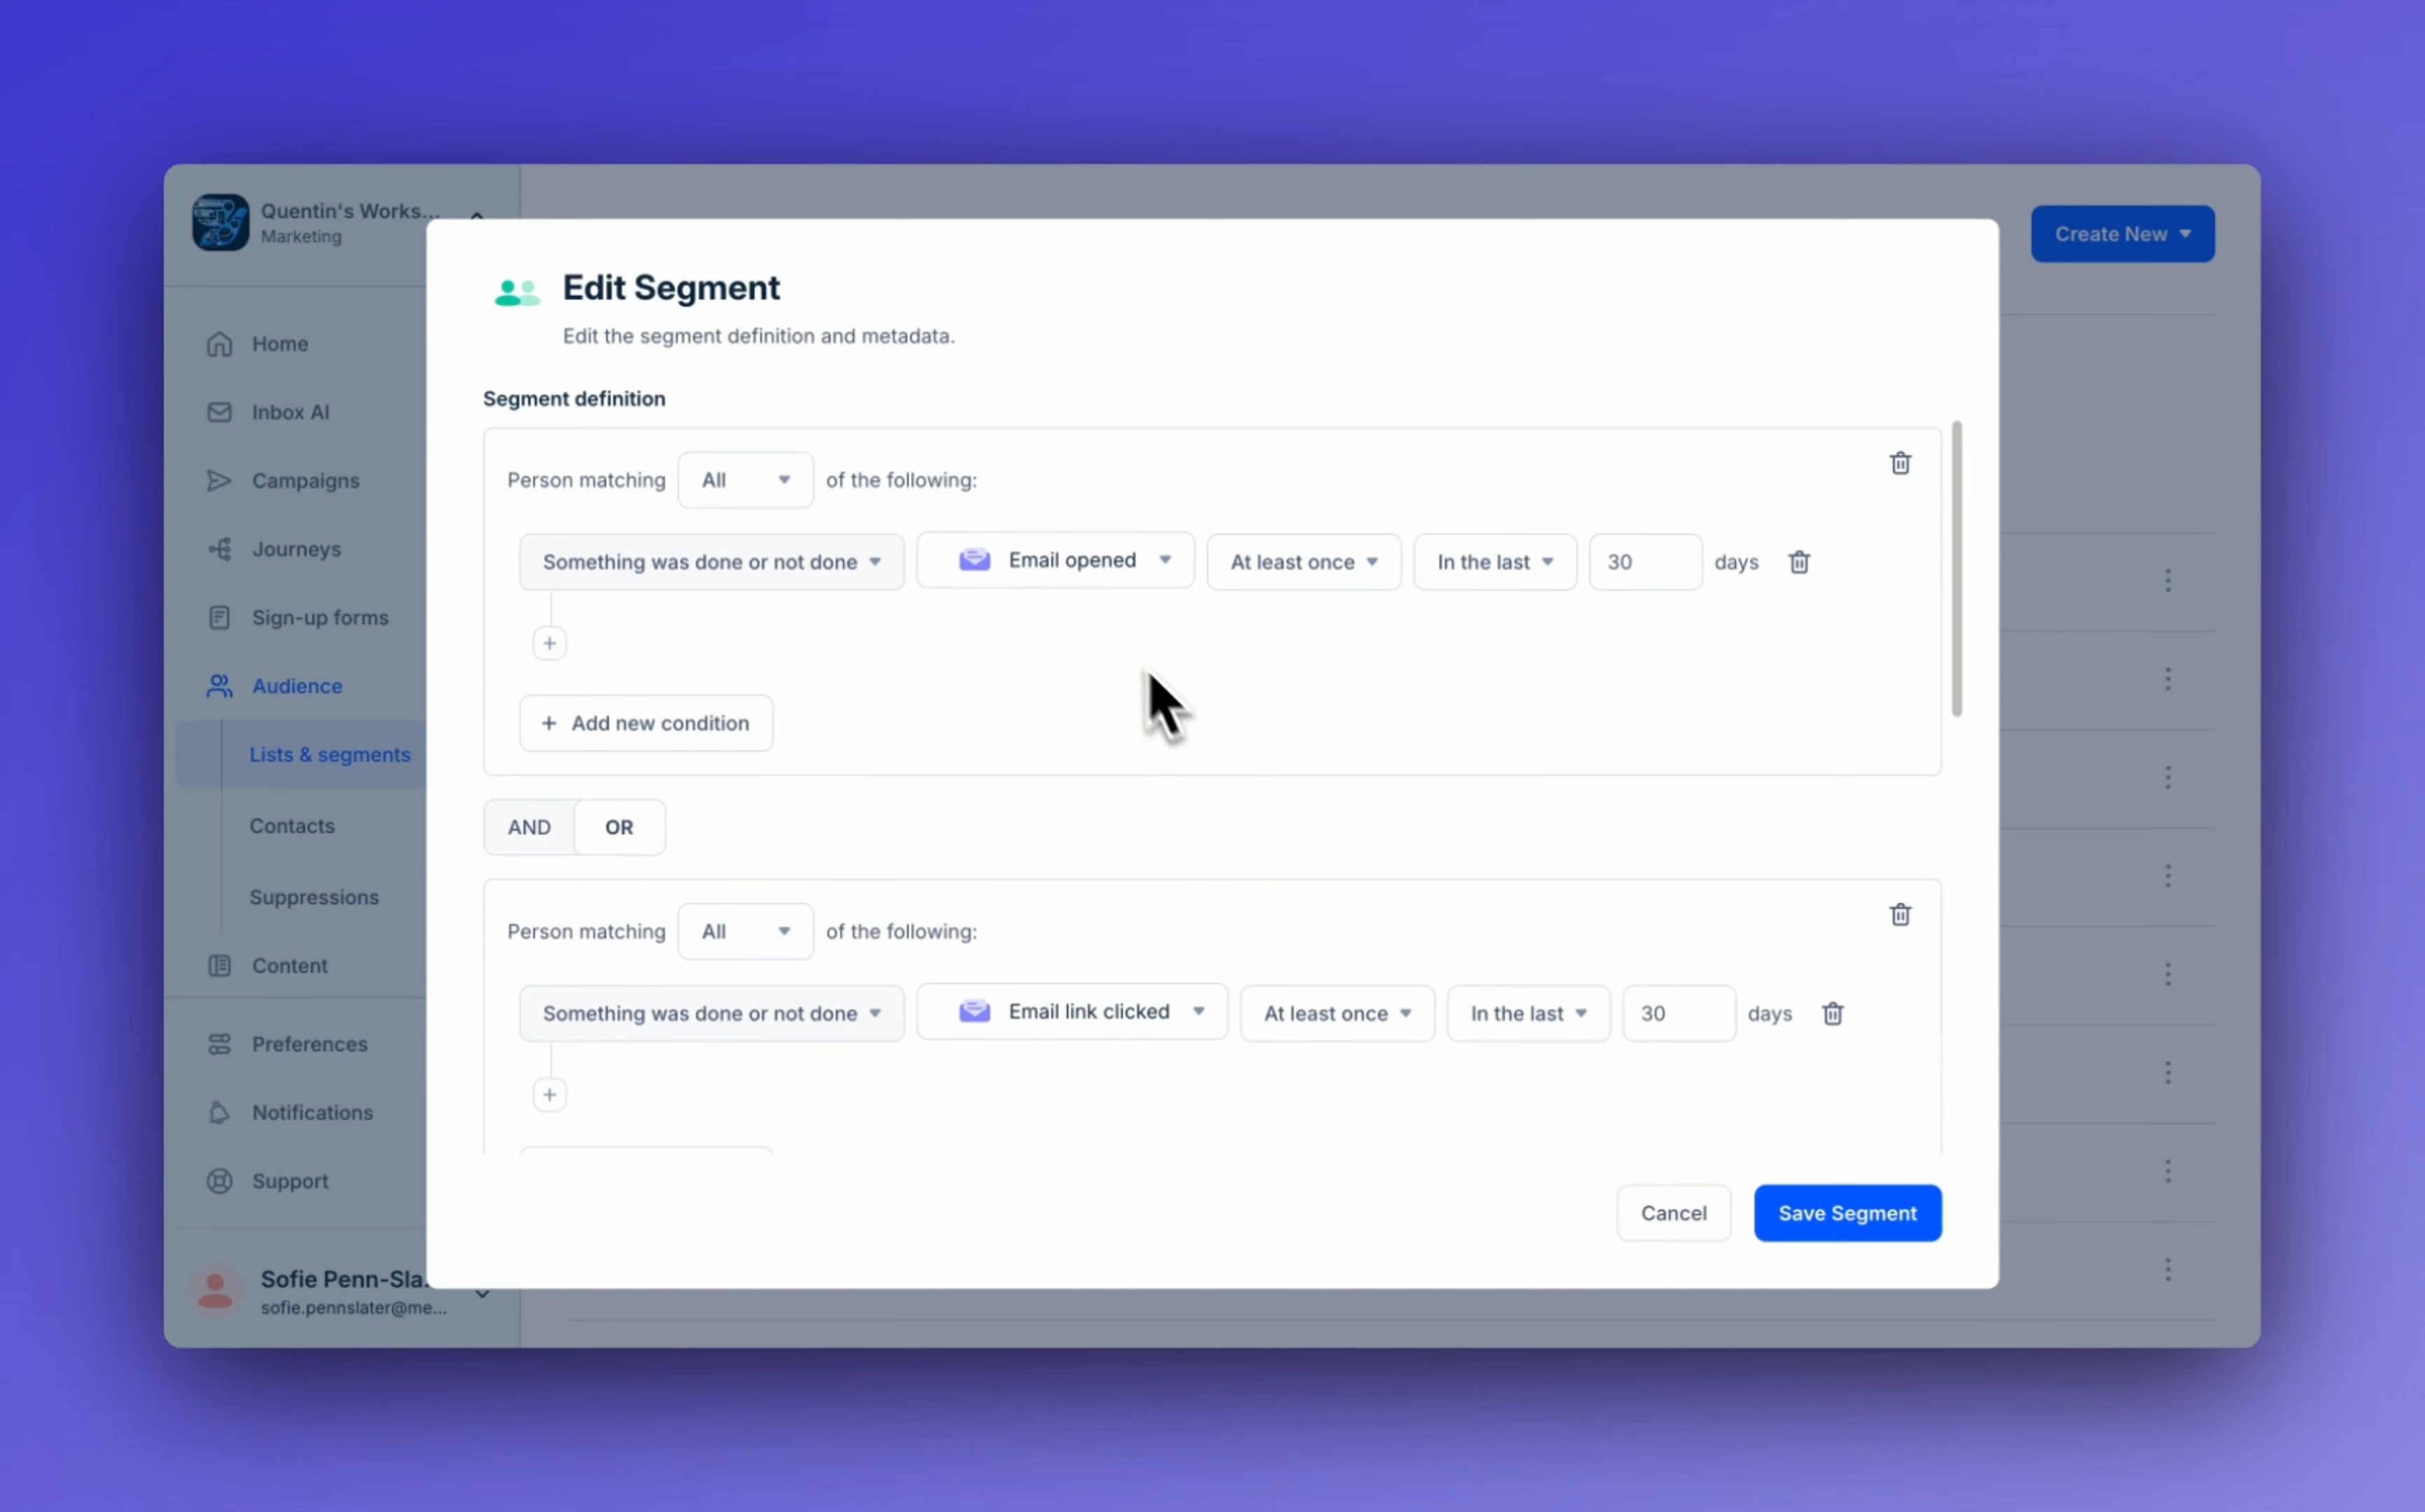 Quentin's Works...
Marketing
Create New
Home
Inbox AI
Campaigns
Journeys
Sign-up forms
Audience
Lists & segments
Contacts
Suppressions
Content
Preferences
Notifications
Support
Sofie Penn-Sla.
sofie.pennslater@me...
Edit Segment
Edit the segment definition and metadata.
Segment definition
Person matching All of the following:
Something was done or not done Email opened At least once In the last 30 days
+
+ Add new condition
AND OR
Person matching All of the following:
Something was done or not done Email link clicked At least once In the last 30 days
+
Cancel Save Segment